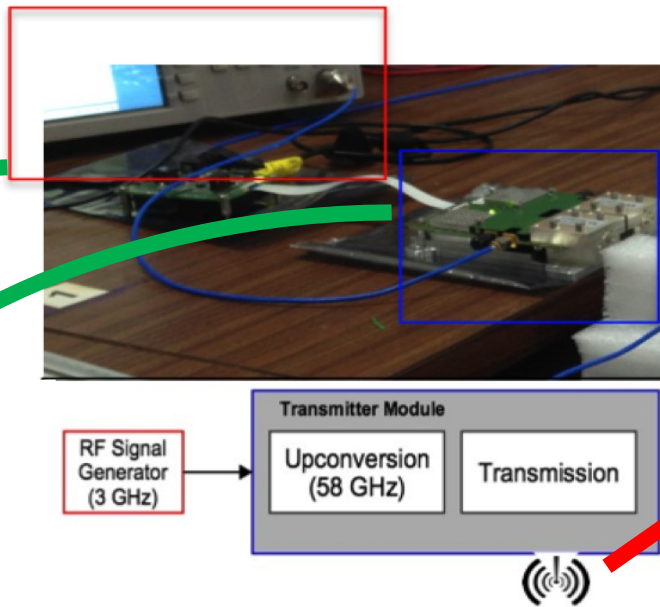 Transmitter Module
RF Signal
Generator
(3 GHz)
Upconversion
(58 GHz)
Transmission